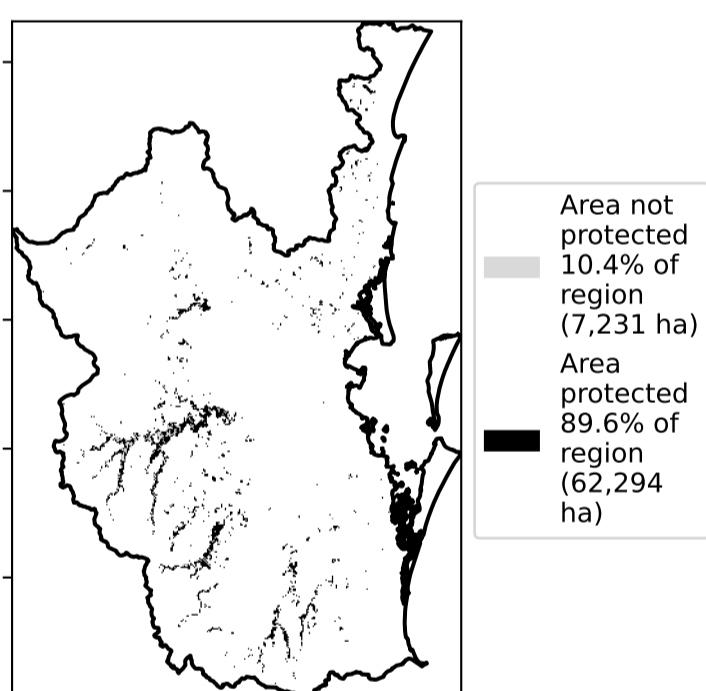 Area not
protected
10.4% of
region
(7,231 ha)
Area
protected
89.6% of
region
(62,294
ha)